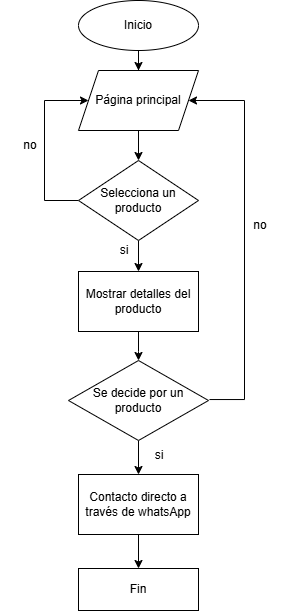 Inicio
Página principal
no
Selecciona un
producto
no
si
Mostrar detalles del
producto
Se decide por un
producto
si
Contacto directo a
través de whatsApp
Fin